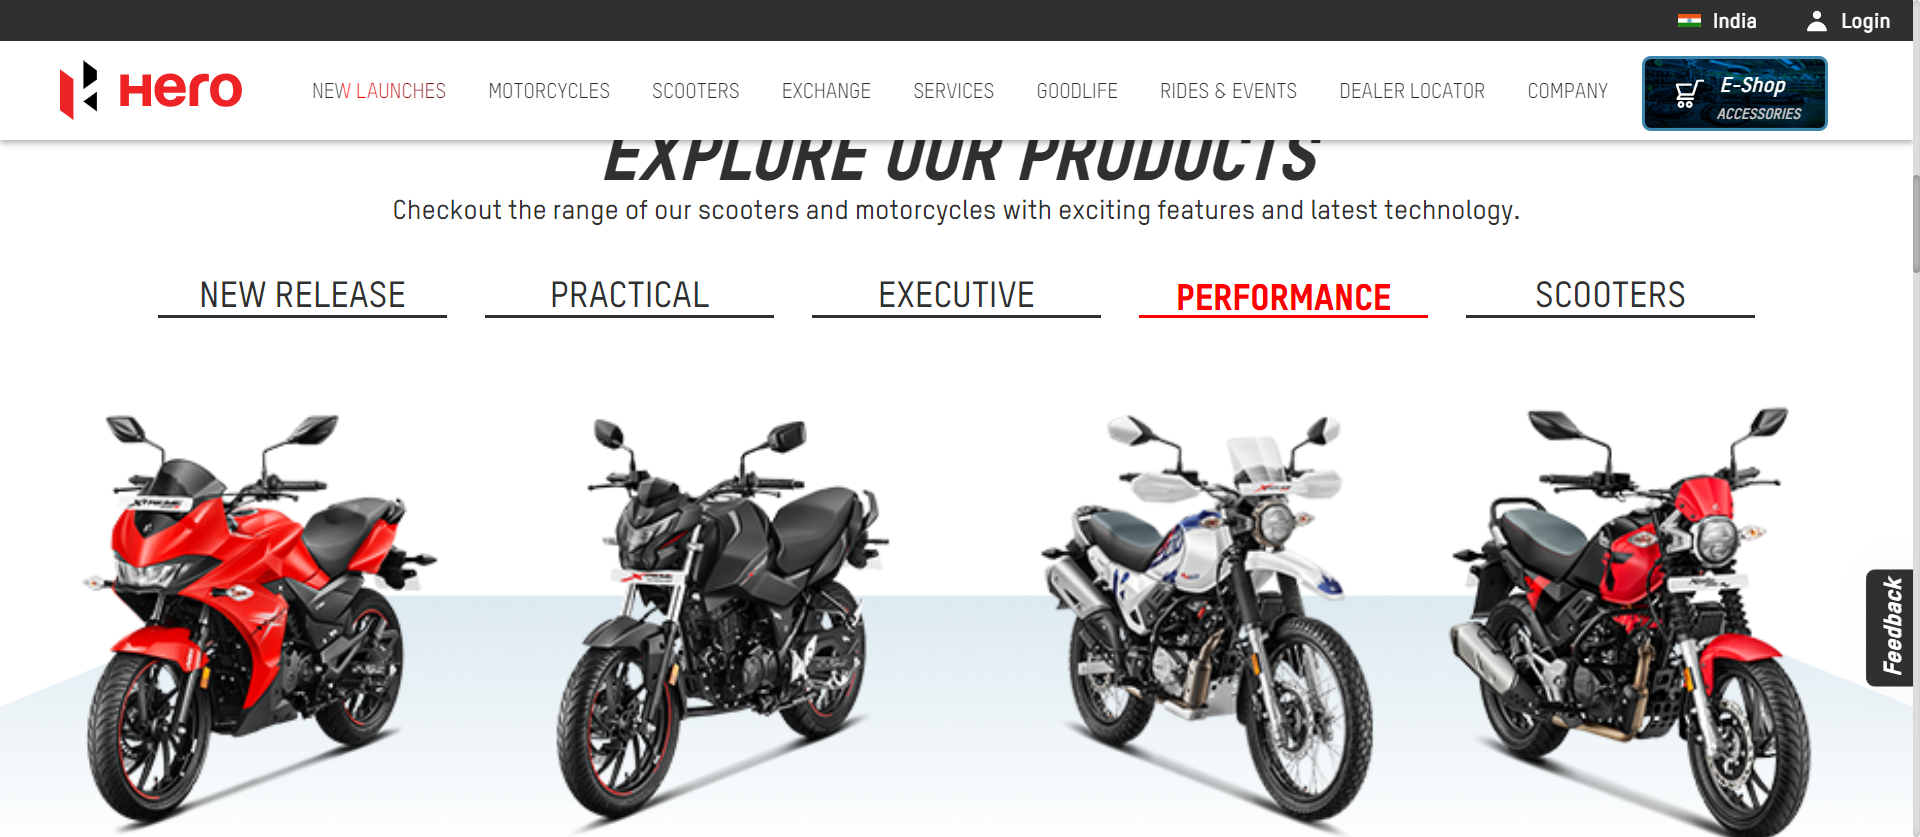 India
Login
Hero
NEW LAUNCHES
MOTORCYCLES
SCOOTERS
EXCHANGE
SERVICES
GOODLIFE
RIDES & EVENTS
DEALER LOCATOR
COMPANY
E-Shop
ACCESSORIES
EXPLORE OUR PRODUCTS
Checkout the range of our scooters and motorcycles with exciting features and latest technology.
NEW RELEASE
PRACTICAL
EXECUTIVE
PERFORMANCE
SCOOTERS
Feedback